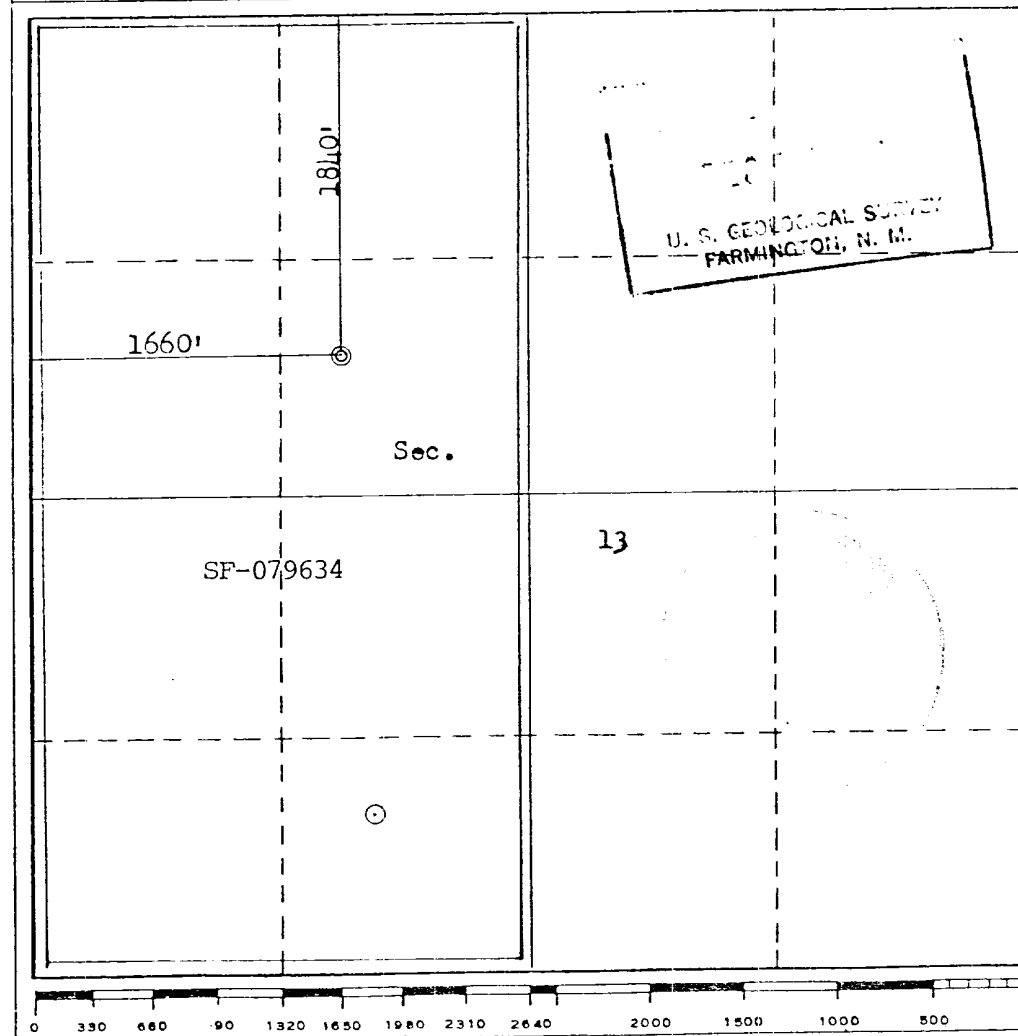 1840'
U. S. GEOLOGICAL SURVEY
FARMINGTON, N. M.
1660'
Sec.
13
SF-079634
0 330 660 90 1320 1650 1980 2310 2640 2000 1500 1000 500